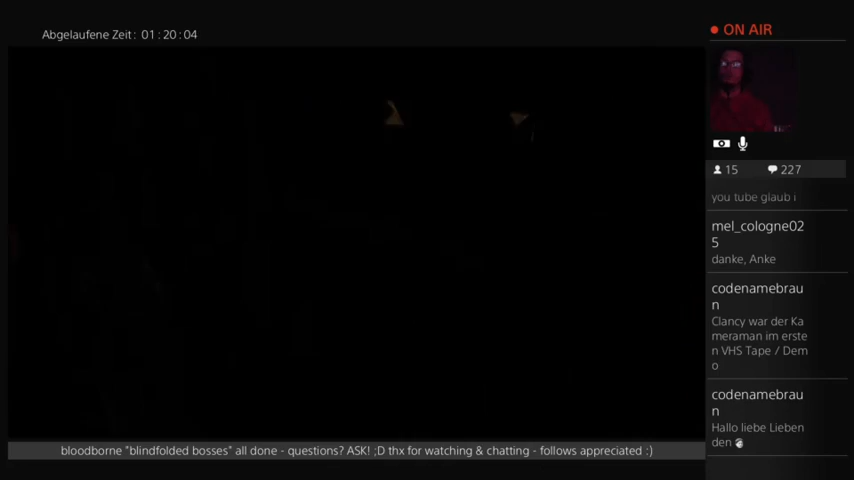 Abgelaufene Zeit: 01:20:04
ON AIR
15 227
you tube glaub i
mel_cologne02
5
danke, Anke
codenamebrau
n
Clancy war der Ka
meraman im erste
n VHS Tape / Dem
o
codenamebrau
n
Hallo liebe Lieben
den
bloodborne "blindfolded bosses" all done - questions? ASK! ;D thx for watching & chatting - follows appreciated :)